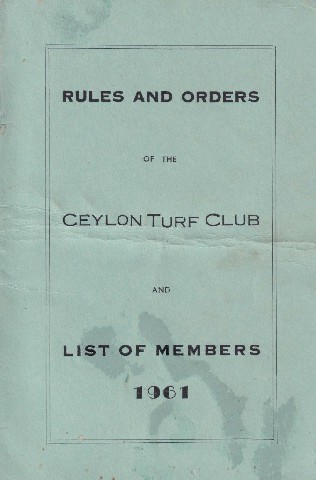 RULES AND ORDERS
OF THE
CEYLON TURF CLUB
AND
LIST OF MEMBERS
1961